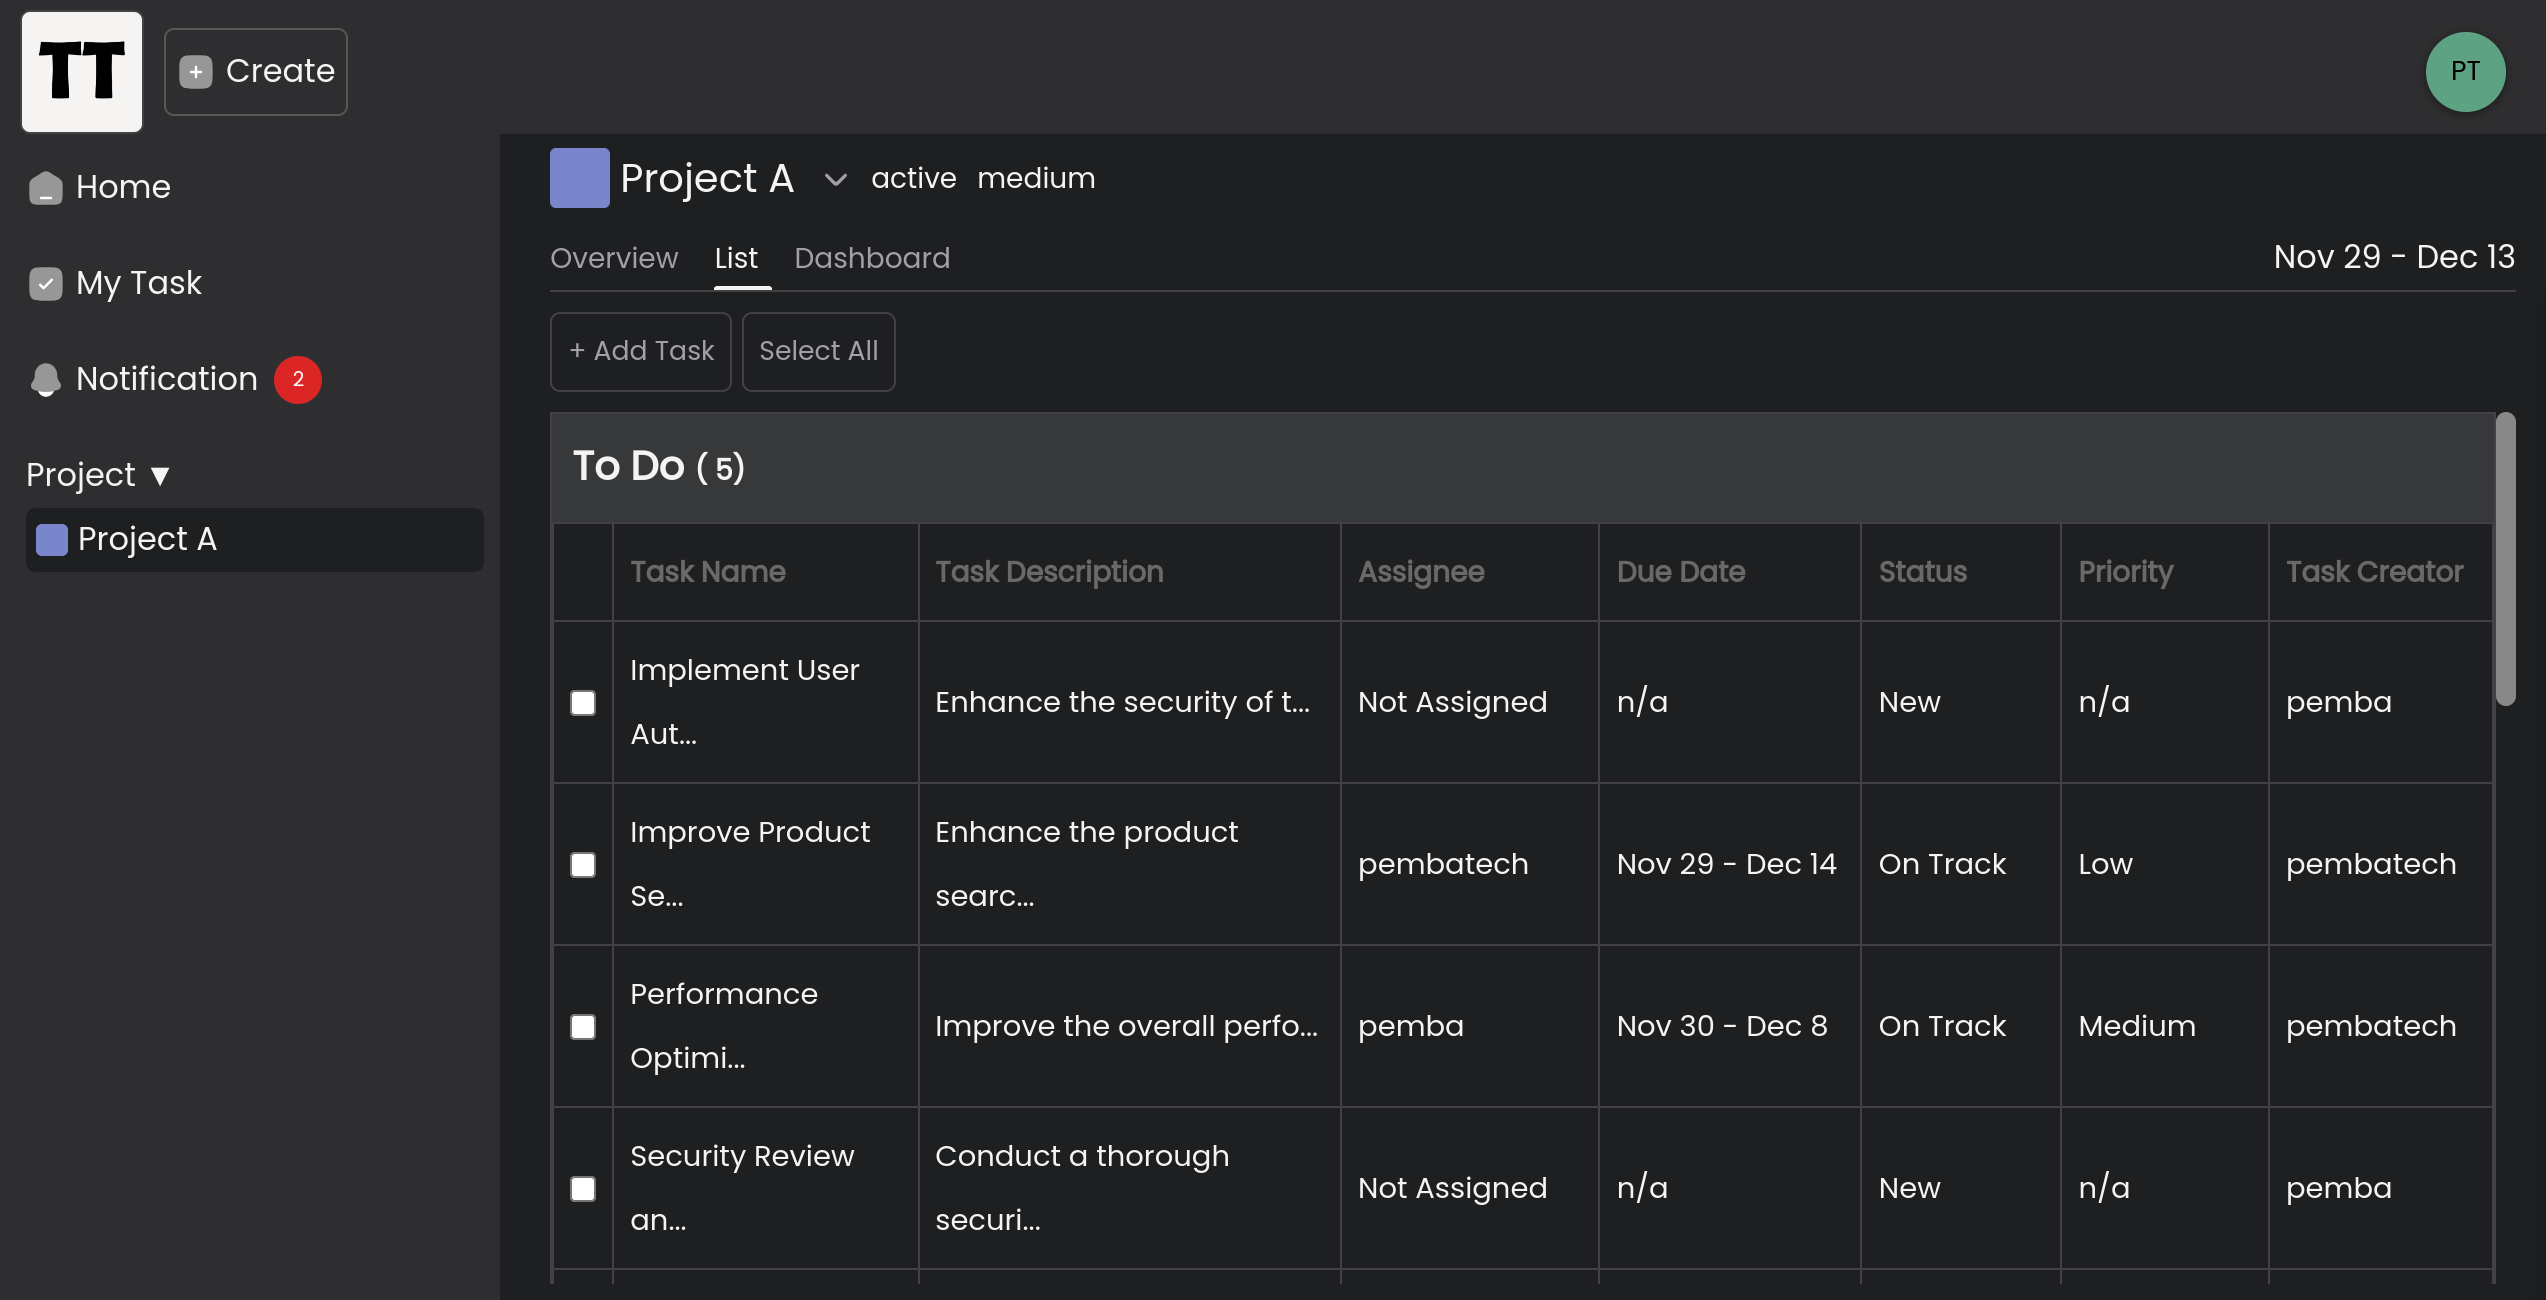 TT
Create
PT
Home
My Task
Notification 2
Project ▼
Project A
Project A active medium
Overview List Dashboard
Nov 29 - Dec 13
+ Add Task Select All
To Do ( 5)
Task Name Task Description Assignee Due Date Status Priority Task Creator
Implement User
Aut...
Enhance the security of t... Not Assigned n/a New n/a pemba
Improve Product
Se...
Enhance the product
searc...
pembatech Nov 29 - Dec 14 On Track Low pembatech
Performance
Optimi...
Improve the overall perfo... pemba Nov 30 - Dec 8 On Track Medium pembatech
Security Review
an...
Conduct a thorough
securi...
Not Assigned n/a New n/a pemba